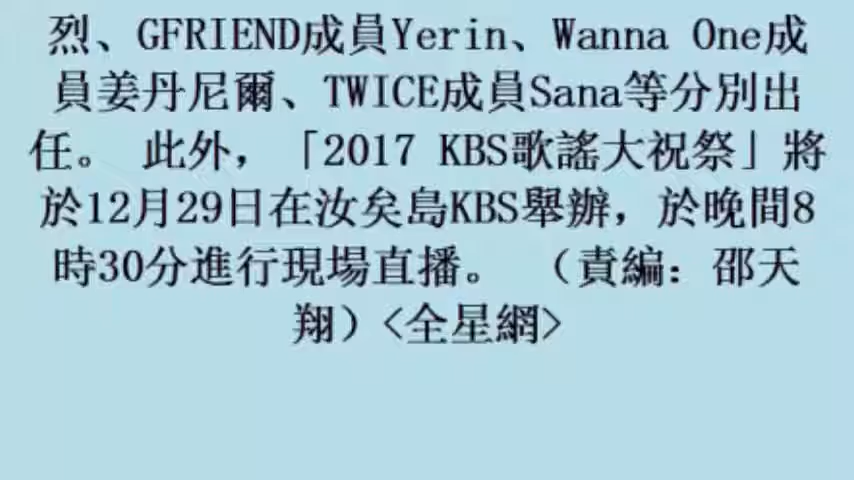 烈、GFRIEND成員Yerin、Wanna One成
員姜丹尼爾、TWICE成員Sana等分別出
任。 此外，「2017 KBS歌謠大祝祭」將
於12月29日在汝矣島KBS舉辦，於晚間8
時30分進行現場直播。 （責編：邵天
翔）<全星網>